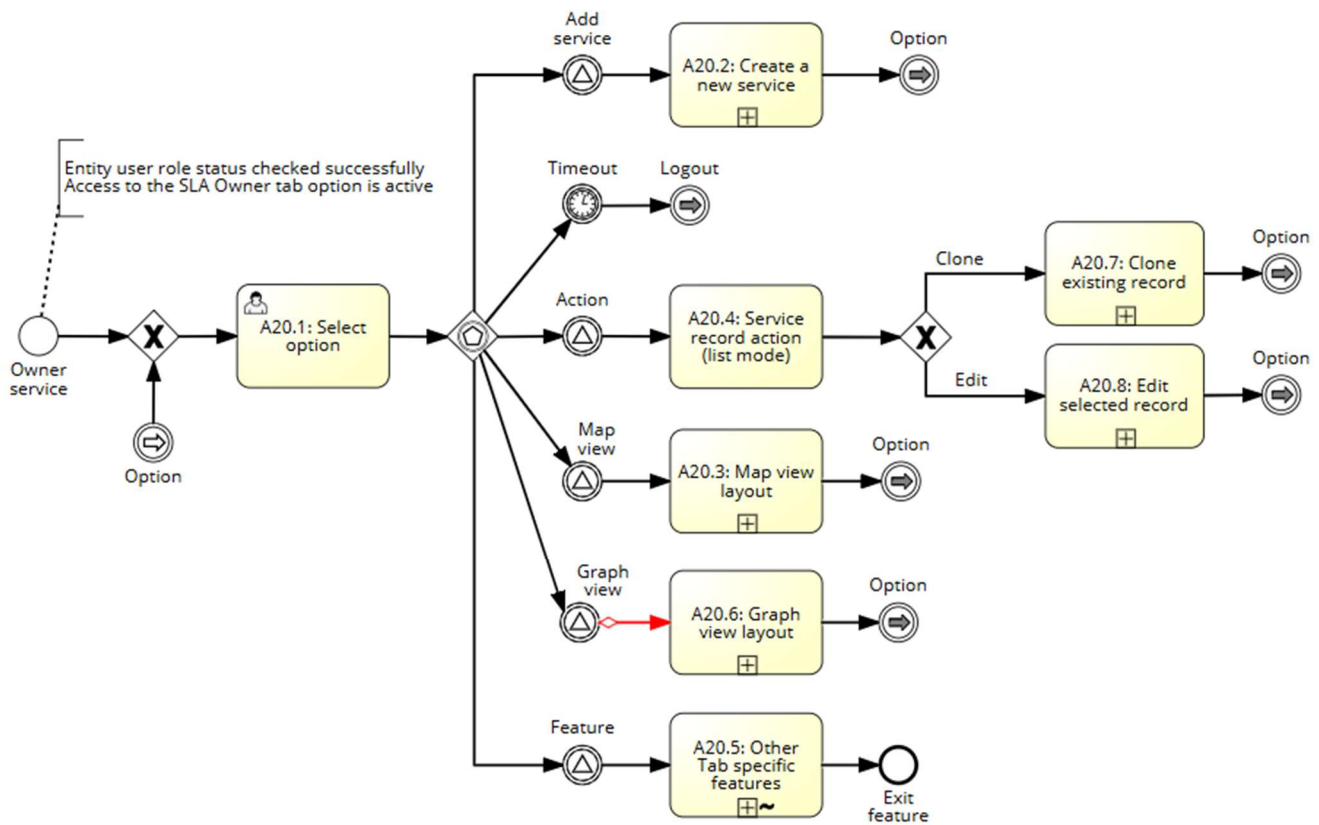 Add
service
A20.2: Create a
new service
Option
Entity user role status checked successfully
Access to the SLA Owner tab option is active
Timeout
Logout
Owner
service
Option
A20.1: Select
option
Action
A20.4: Service
record action
(list mode)
Clone
A20.7: Clone
existing record
Option
Edit
A20.8: Edit
selected record
Option
Map
view
A20.3: Map view
layout
Option
Graph
view
A20.6: Graph
view layout
Option
Feature
A20.5: Other
Tab specific
features
Exit
feature